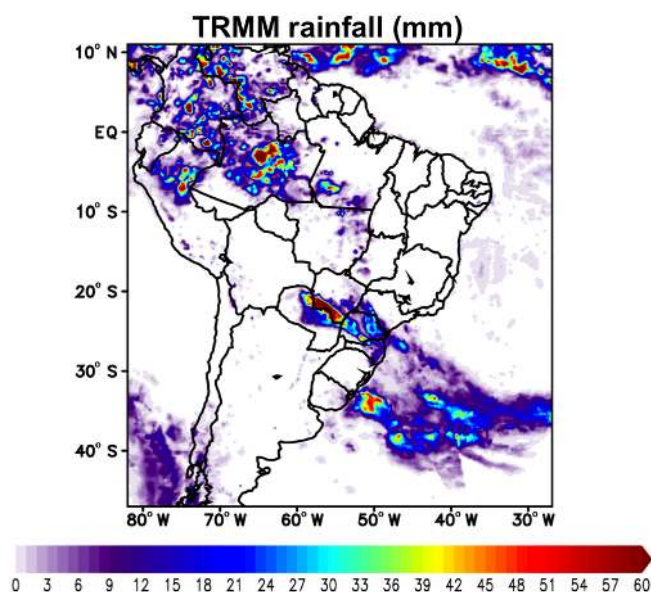 TRMM rainfall (mm)
10° N
EQ
10° S
20° S
30° S
40° S
80° W 70° W 60° W 50° W 40° W 30° W
0 3 6 9 12 15 18 21 24 27 30 33 36 39 42 45 48 51 54 57 60